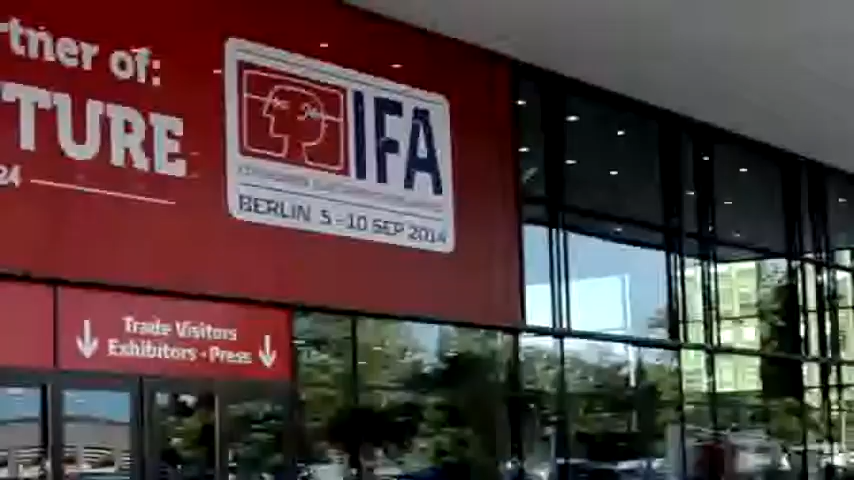 rtner of:
TURE
24
IFA
BERLIN 5-10 SEP 2014
Trade Visitors
Exhibitors · Press